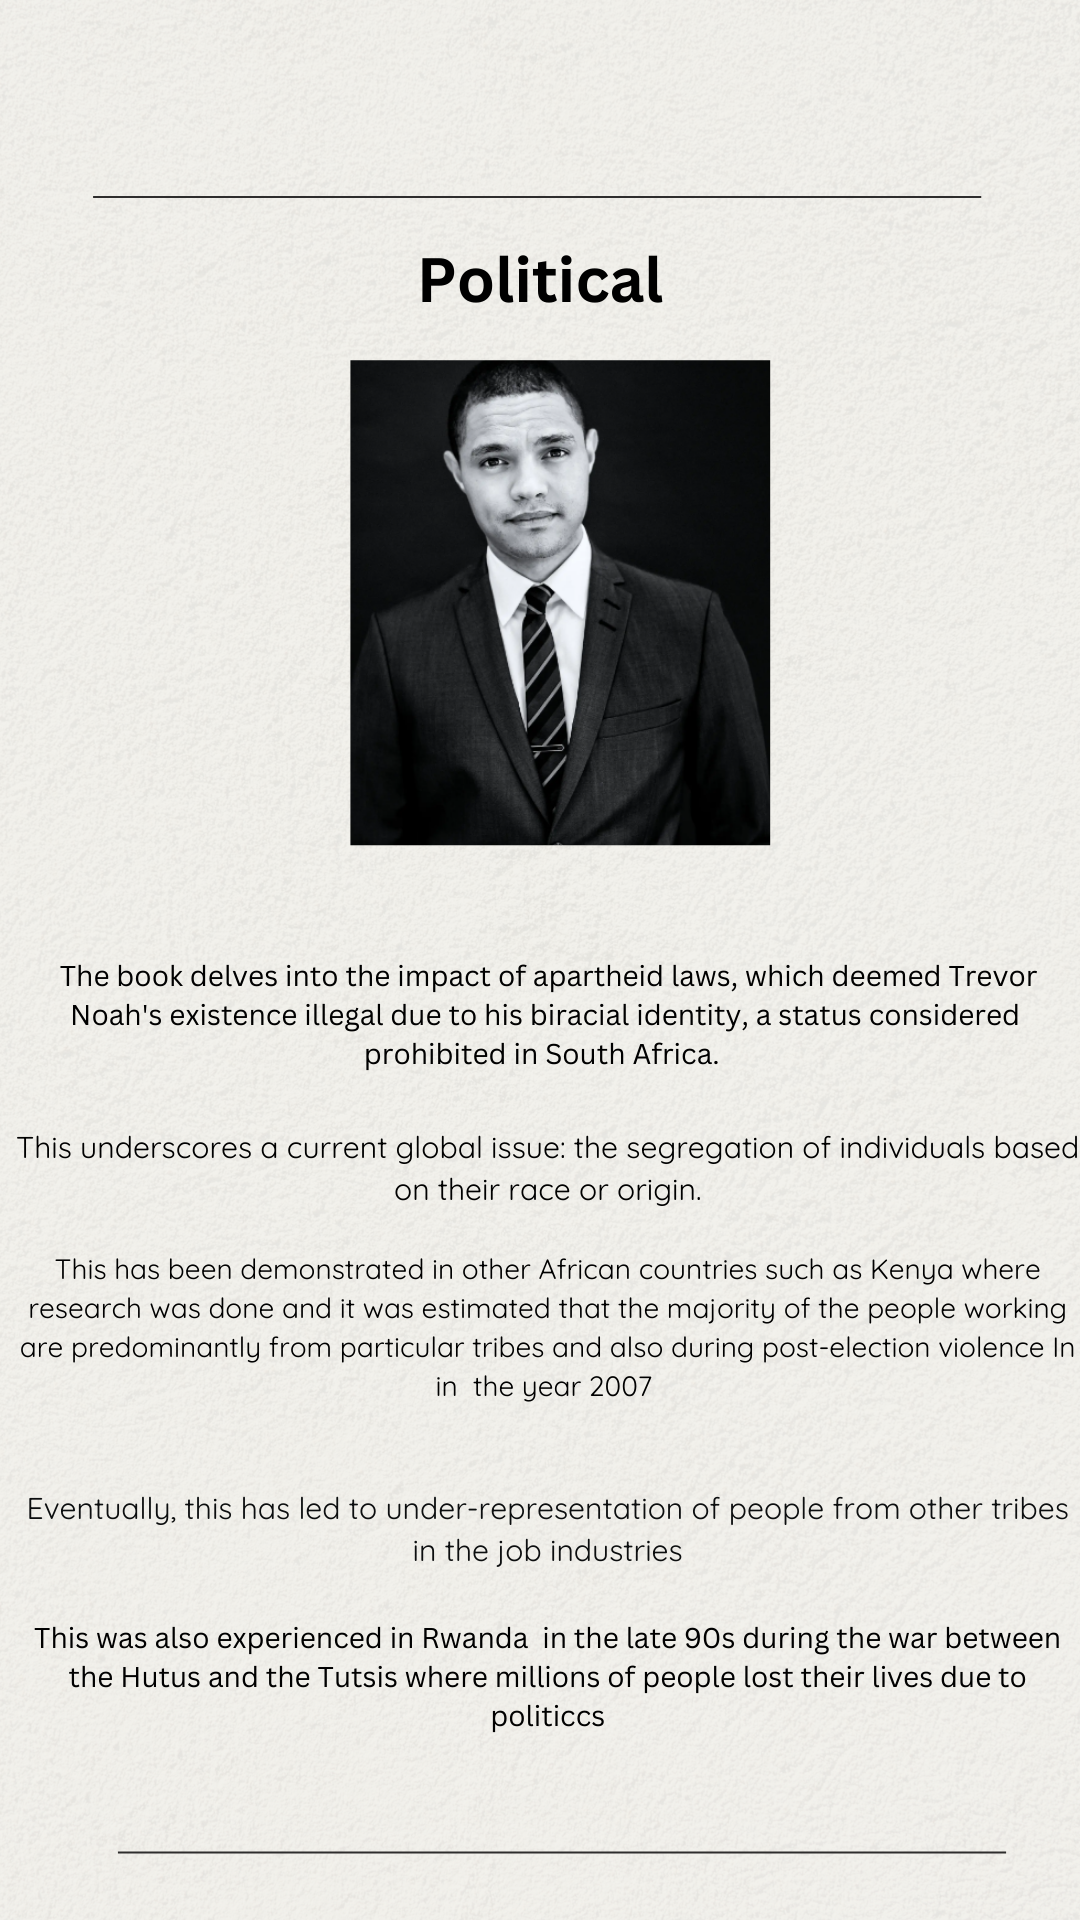 Political
The book delves into the impact of apartheid laws, which deemed Trevor
Noah's existence illegal due to his biracial identity, a status considered
prohibited in South Africa.
This underscores a current global issue: the segregation of individuals based
on their race or origin.
This has been demonstrated in other African countries such as Kenya where
research was done and it was estimated that the majority of the people working
are predominantly from particular tribes and also during post-election violence In
in  the year 2007
Eventually, this has led to under-representation of people from other tribes
in the job industries
This was also experienced in Rwanda  in the late 90s during the war between
the Hutus and the Tutsis where millions of people lost their lives due to
politiccs